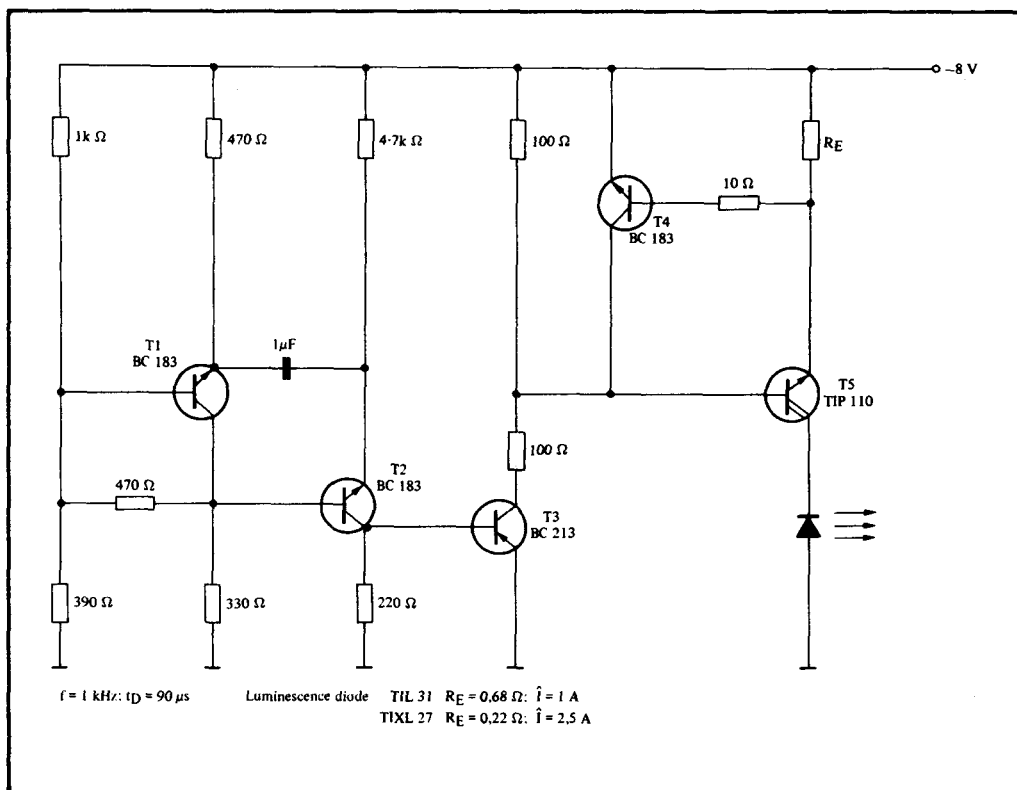 −8 V
1k Ω
470 Ω
4·7k Ω
100 Ω
R_E
10 Ω
T4
BC 183
T1
BC 183
1µF
T5
TIP 110
100 Ω
470 Ω
T2
BC 183
T3
BC 213
390 Ω
330 Ω
220 Ω
f = 1 kHz; t_D = 90 µs Luminescence diode TIL 31 R_E = 0,68 Ω; Î = 1 A
TIXL 27 R_E = 0,22 Ω; Î = 2,5 A